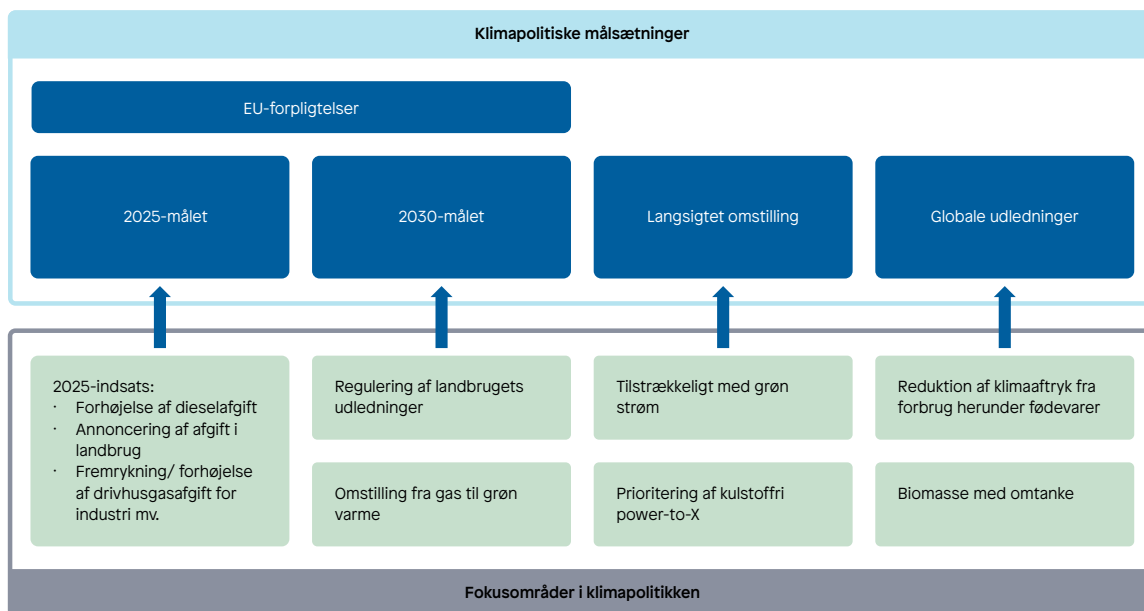 Klimapolitiske målsætninger
EU-forpligtelser
2025-målet
2030-målet
Langsigtet omstilling
Globale udledninger
2025-indsats:
· Forhøjelse af dieselafgift
· Annoncering af afgift i
landbrug
· Fremrykning/ forhøjelse
af drivhusgasafgift for
industri mv.
Regulering af landbrugets
udledninger
Omstilling fra gas til grøn
varme
Tilstrækkeligt med grøn
strøm
Prioritering af kulstoffri
power-to-X
Reduktion af klimaaftryk fra
forbrug herunder fødevarer
Biomasse med omtanke
Fokusområder i klimapolitikken